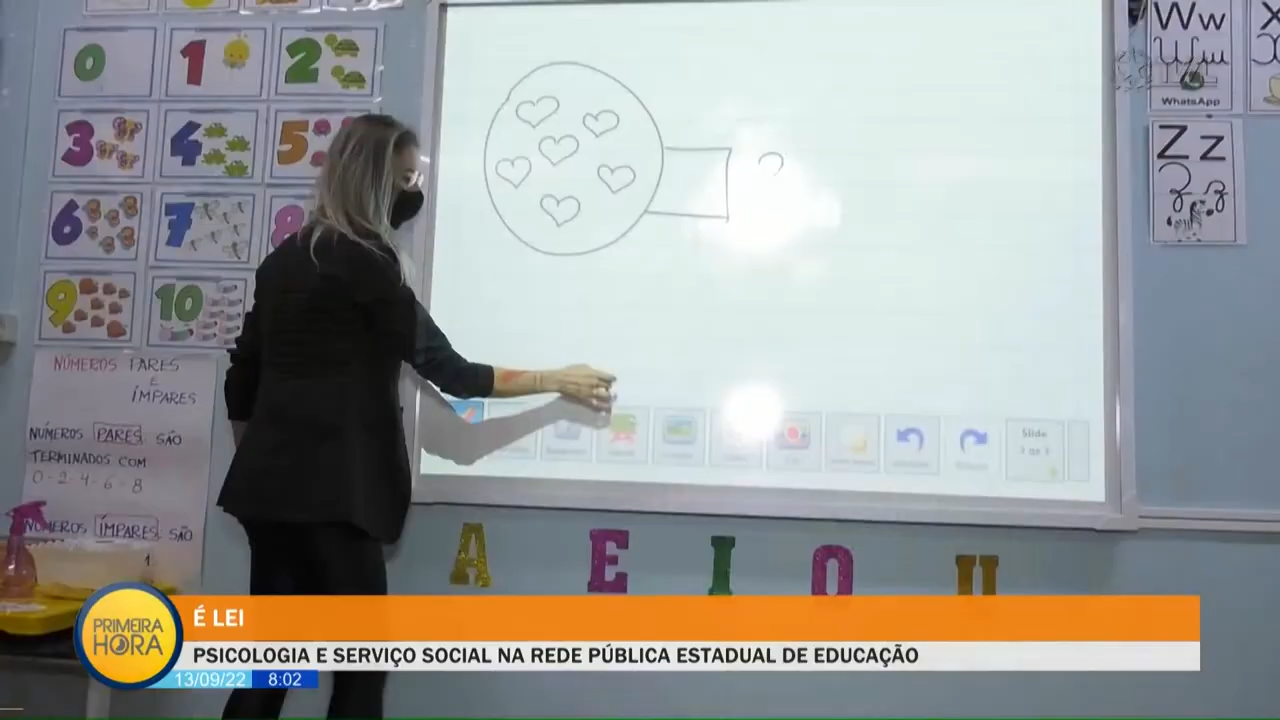 0
1
2
3
4
5
6
7
8
9
10
NÚMEROS PARES
E
ÍMPARES
NÚMEROS PARES SÃO
TERMINADOS COM
0-2-4-6-8
NÚMEROS ÍMPARES SÃO
1
?
Slide
W w
WhatsApp
X
Z z
A E I O U
É LEI
PSICOLOGIA E SERVIÇO SOCIAL NA REDE PÚBLICA ESTADUAL DE EDUCAÇÃO
PRIMEIRA
HORA
13/09/22 8:02